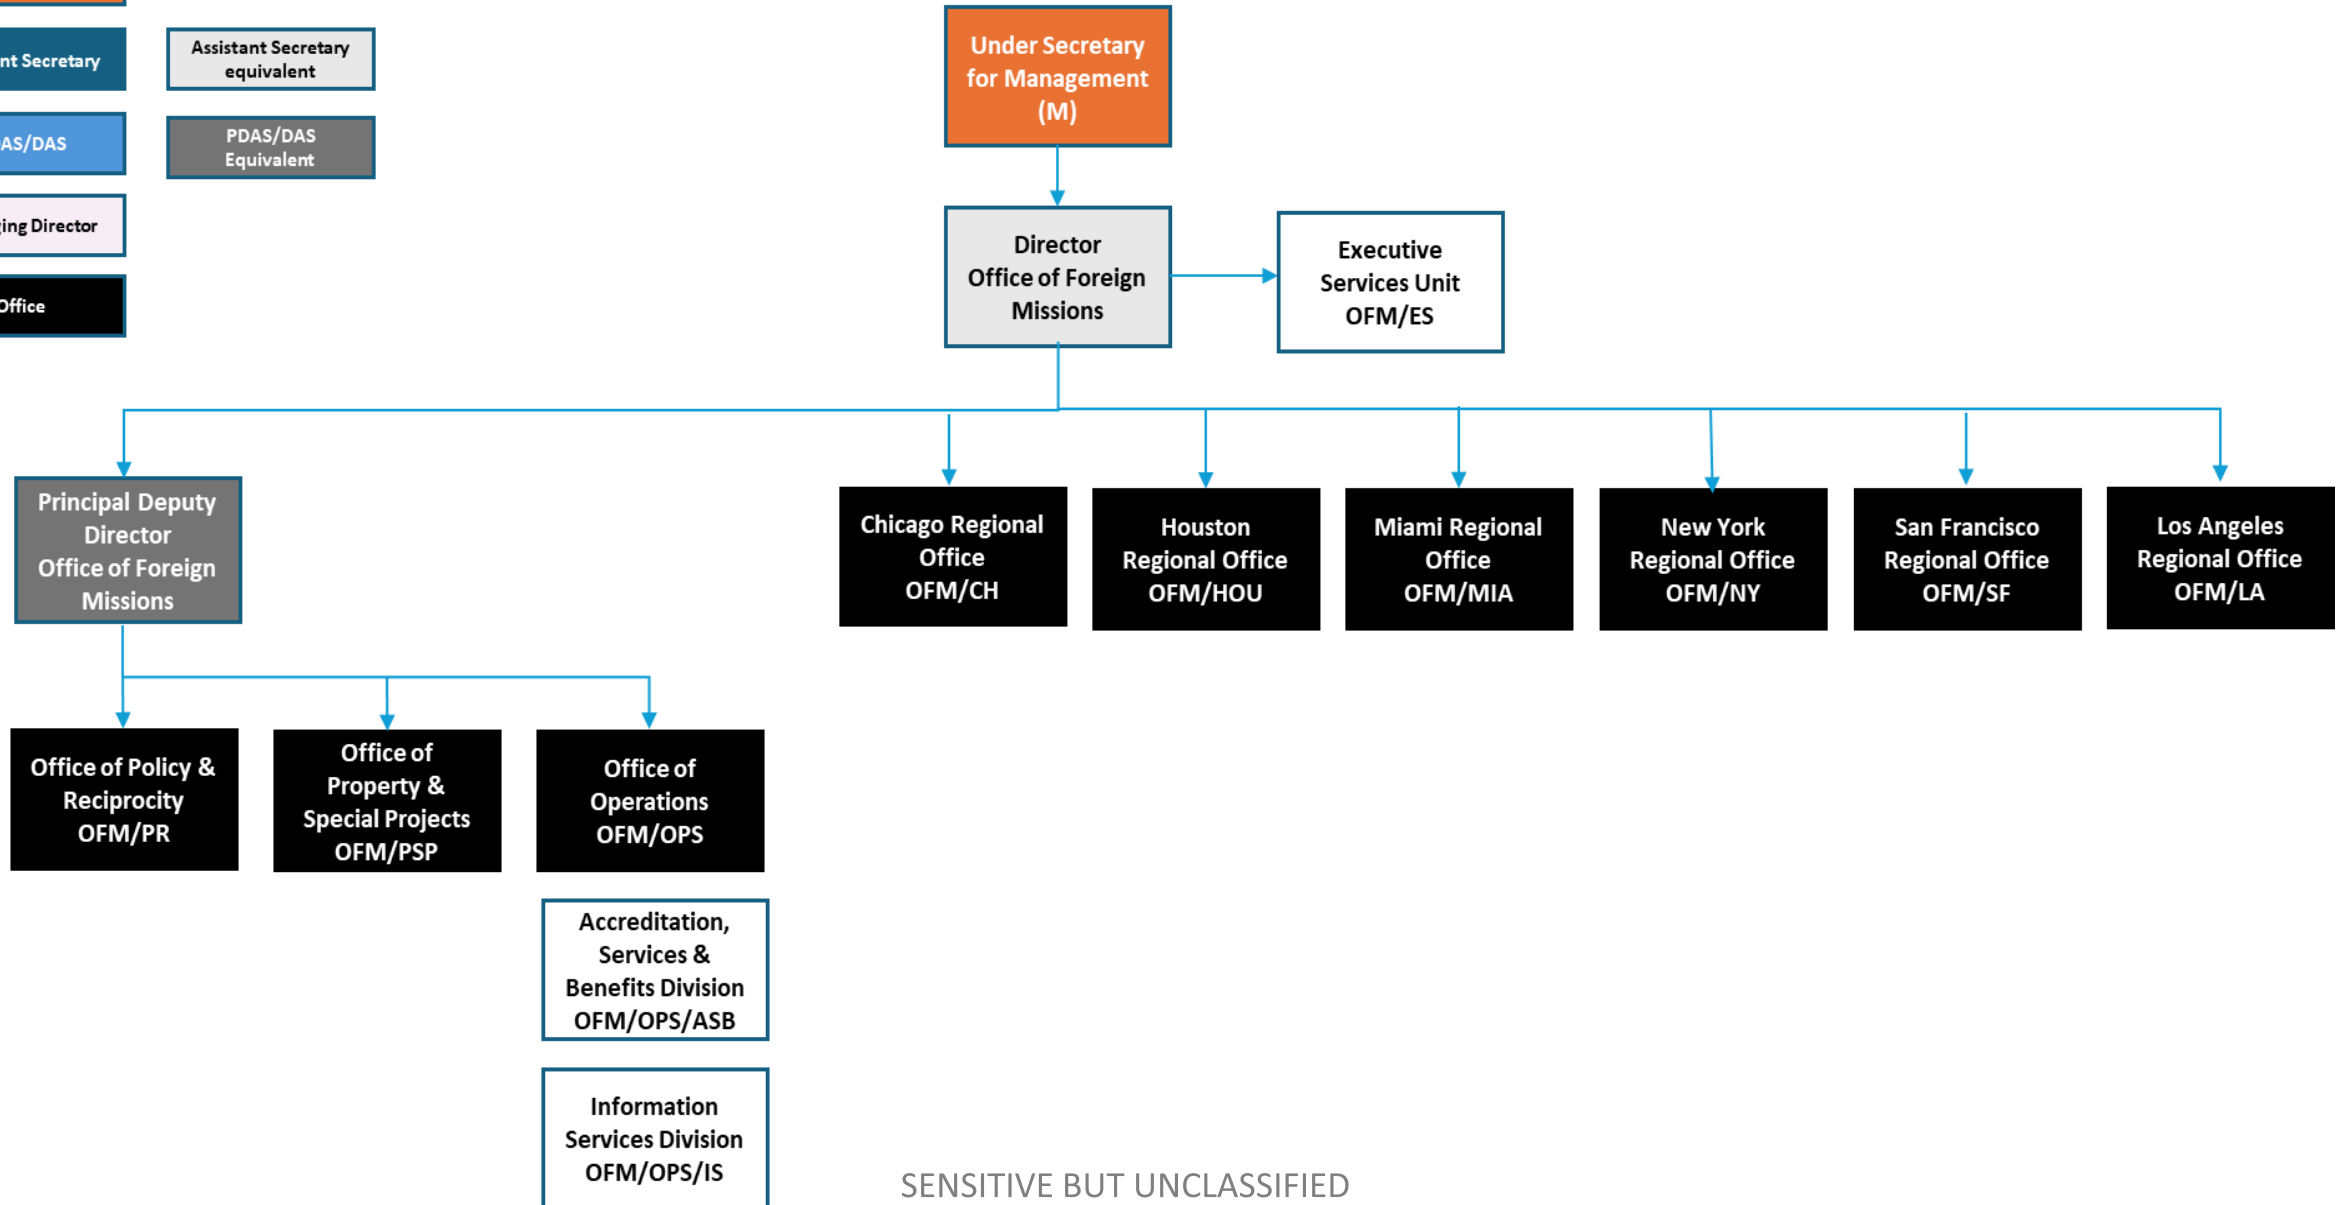 nt Secretary
Assistant Secretary
equivalent
AS/DAS
PDAS/DAS
Equivalent
ing Director
Office
Under Secretary
for Management
(M)
Director
Office of Foreign
Missions
Executive
Services Unit
OFM/ES
Principal Deputy
Director
Office of Foreign
Missions
Chicago Regional
Office
OFM/CH
Houston
Regional Office
OFM/HOU
Miami Regional
Office
OFM/MIA
New York
Regional Office
OFM/NY
San Francisco
Regional Office
OFM/SF
Los Angeles
Regional Office
OFM/LA
Office of Policy &
Reciprocity
OFM/PR
Office of
Property &
Special Projects
OFM/PSP
Office of
Operations
OFM/OPS
Accreditation,
Services &
Benefits Division
OFM/OPS/ASB
Information
Services Division
OFM/OPS/IS
SENSITIVE BUT UNCLASSIFIED